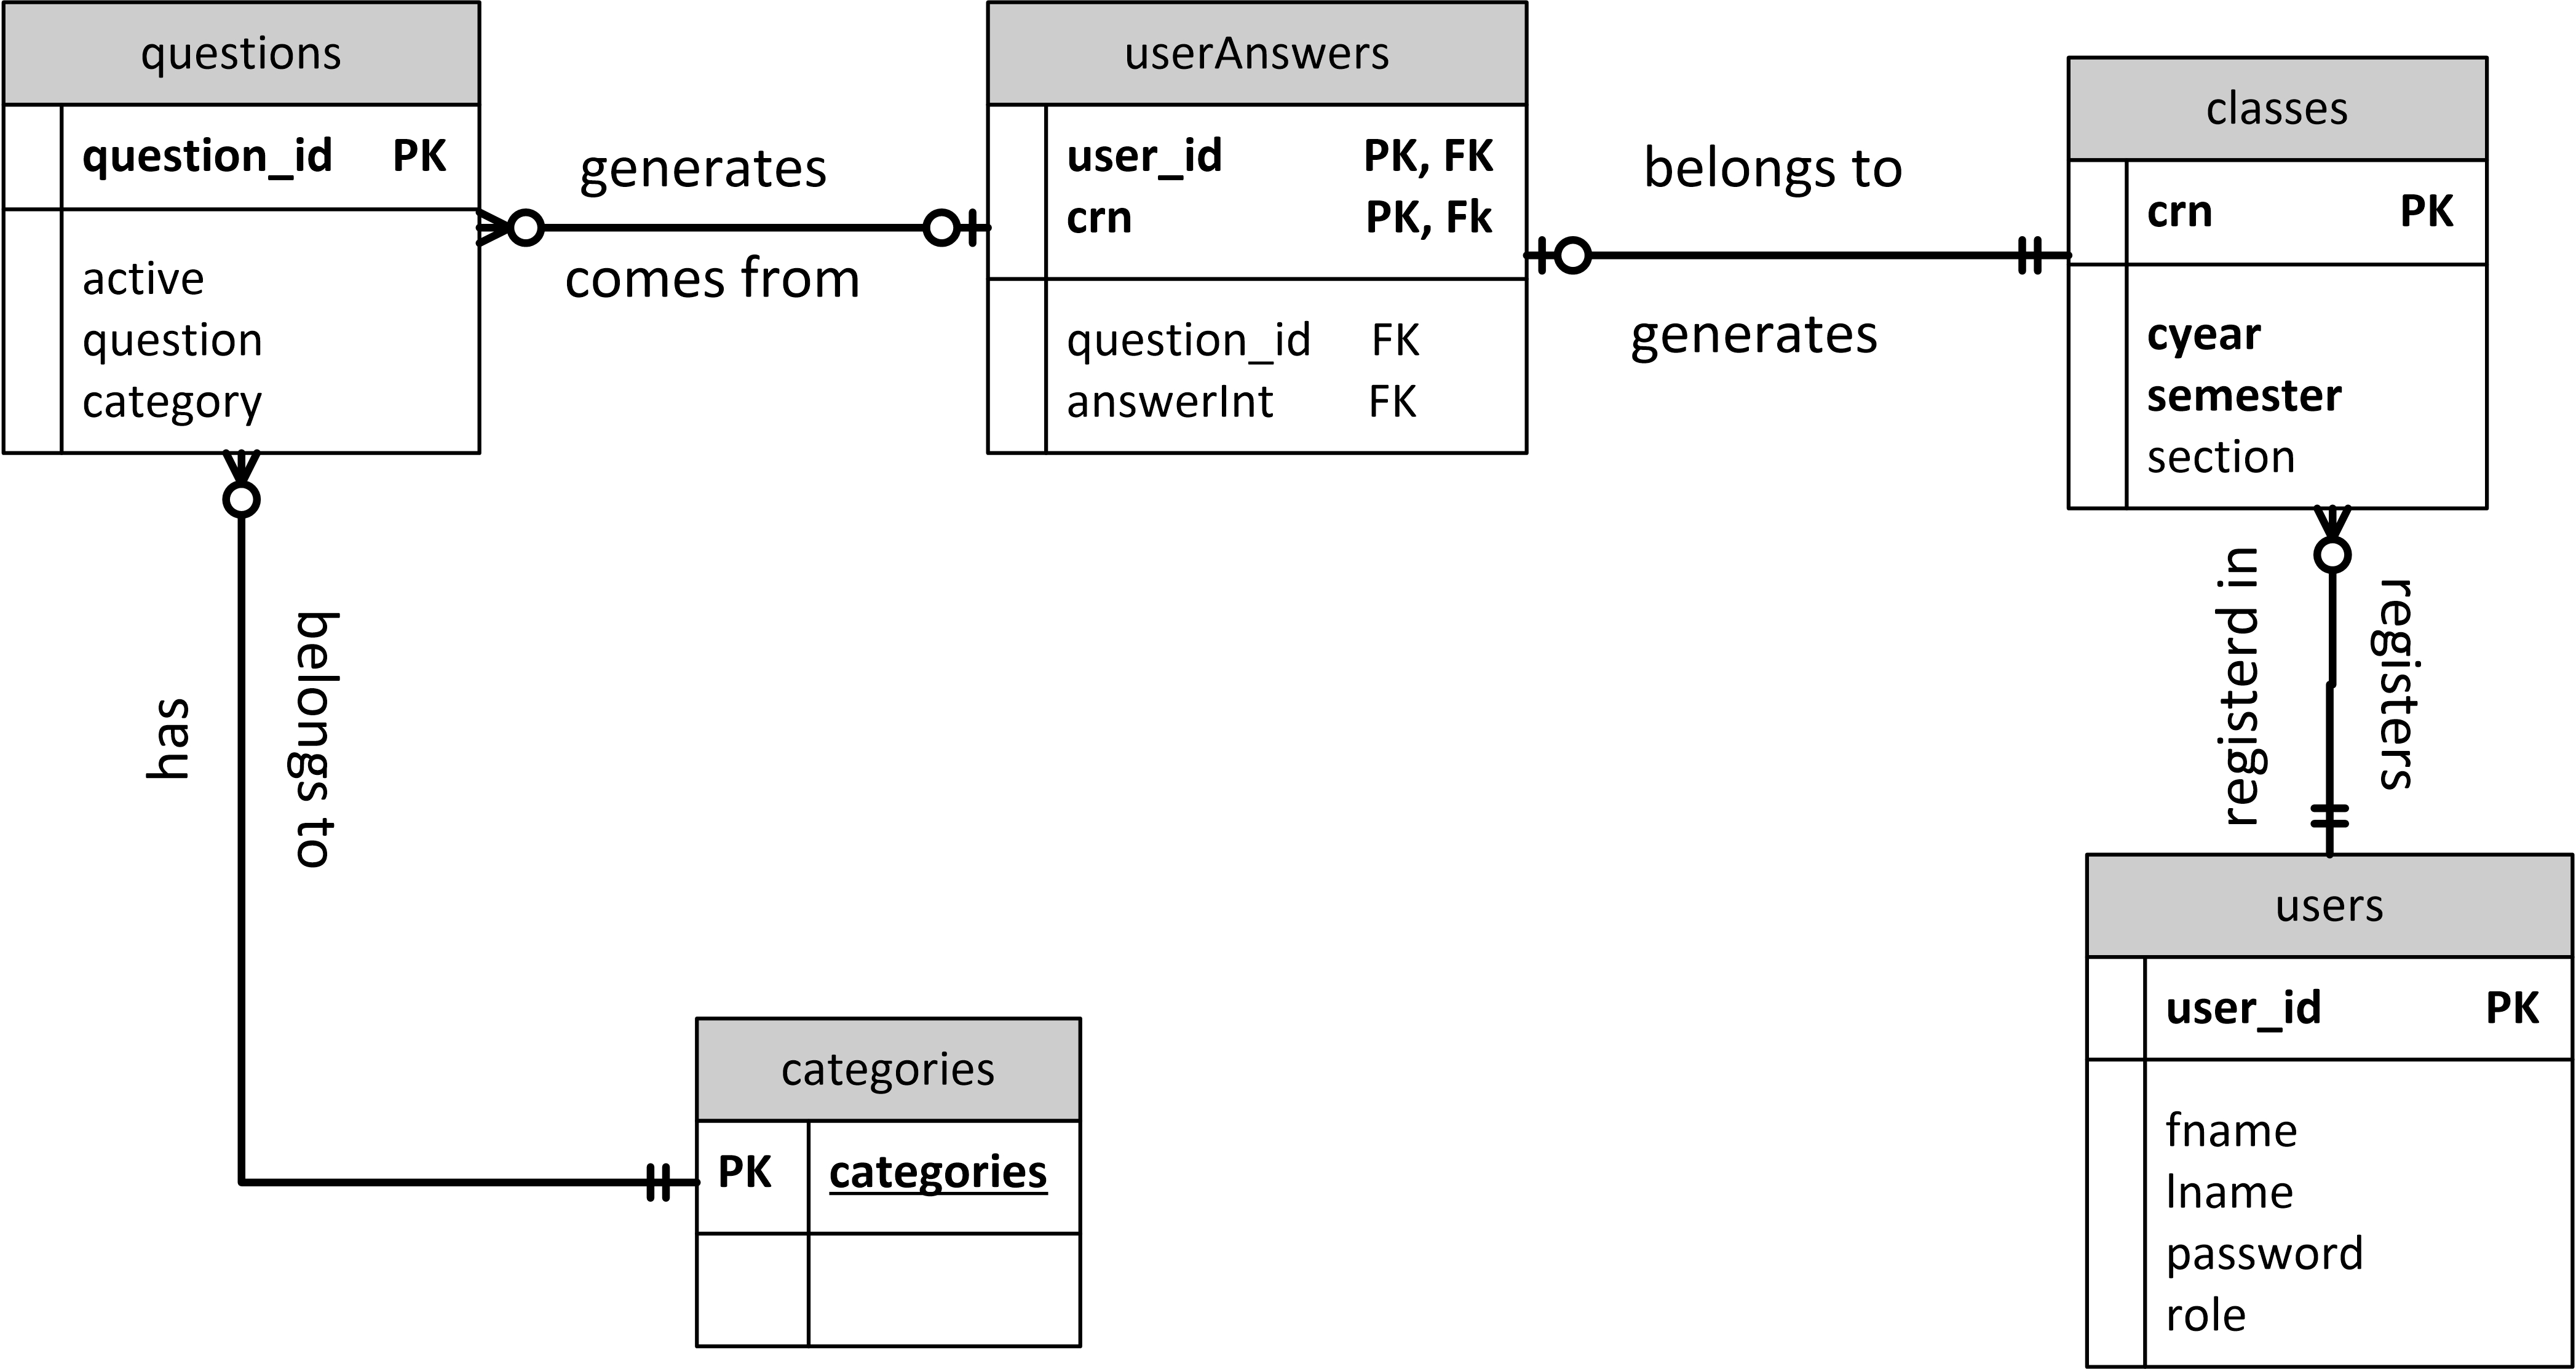 questions
question_id PK
active
question
category
generates
comes from
userAnswers
user_id PK, FK
crn PK, Fk
question_id FK
answerInt FK
belongs to
generates
classes
crn PK
cyear
semester
section
registerd in
registers
has
belongs to
users
user_id PK
fname
lname
password
role
categories
PK categories